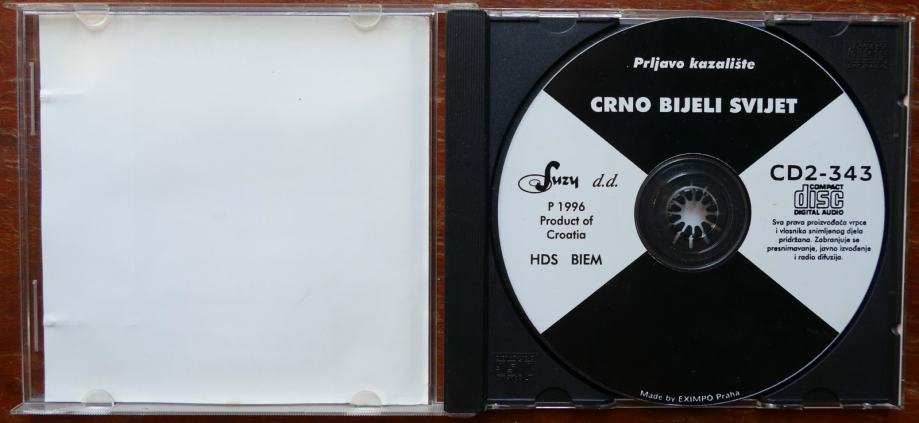 Prljavo kazalište
CRNO BIJELI SVIJET
Suzy d.d.
P 1996
Product of
Croatia
HDS BIEM
CD2-343
COMPACT
disc
DIGITAL AUDIO
Sva prava proizvođača vrpce
i vlasnika snimljenog djela
pridržana. Zabranjuje se
presnimavanje, javno izvođenje
i radio difuzija.
Made by EXIMPO Praha